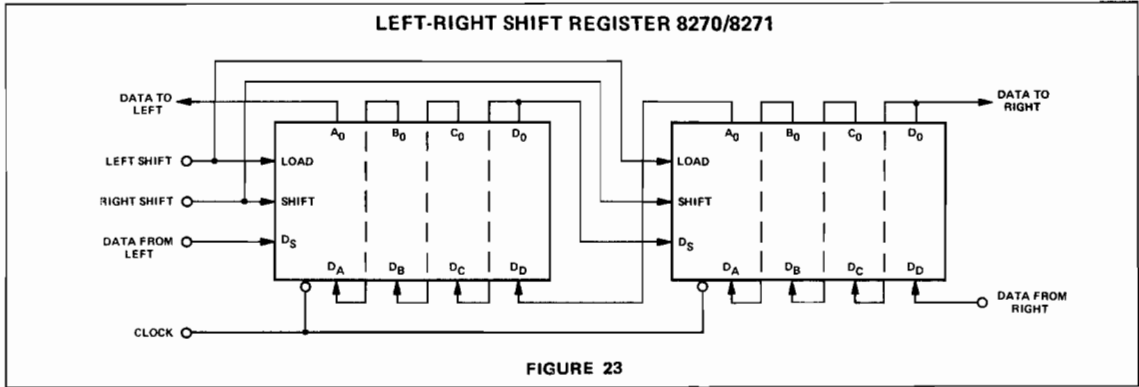 LEFT-RIGHT SHIFT REGISTER 8270/8271
DATA TO
LEFT
A0 B0 C0 D0
A0 B0 C0 D0
DATA TO
RIGHT
LEFT SHIFT
LOAD
LOAD
RIGHT SHIFT
SHIFT
SHIFT
DATA FROM
LEFT
DS
DS
DA DB DC DD
DA DB DC DD
DATA FROM
RIGHT
CLOCK
FIGURE 23